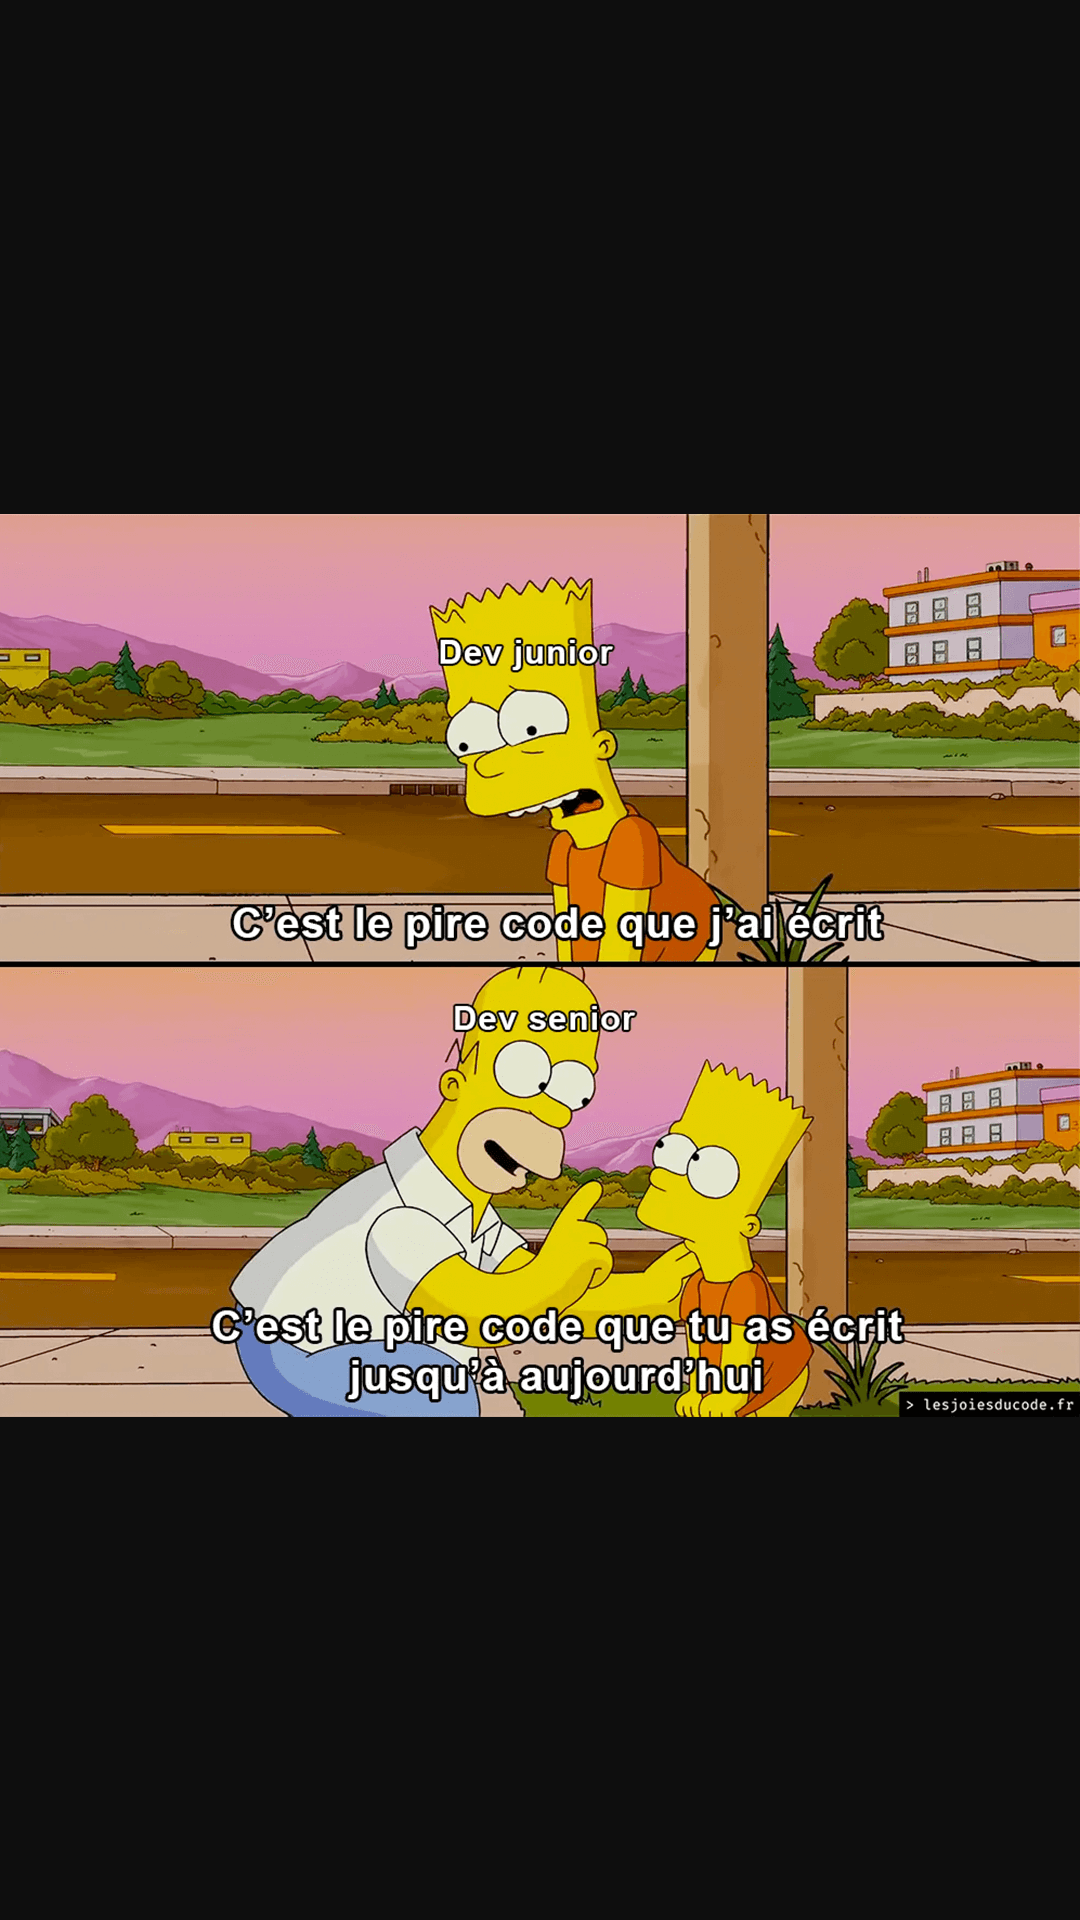 Dev junior
C’est le pire code que j’ai écrit
Dev senior
C’est le pire code que tu as écrit
jusqu’à aujourd’hui
> lesjoiesducode.fr